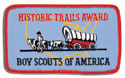 HISTORIC TRAILS AWARD
BOY SCOUTS OF AMERICA